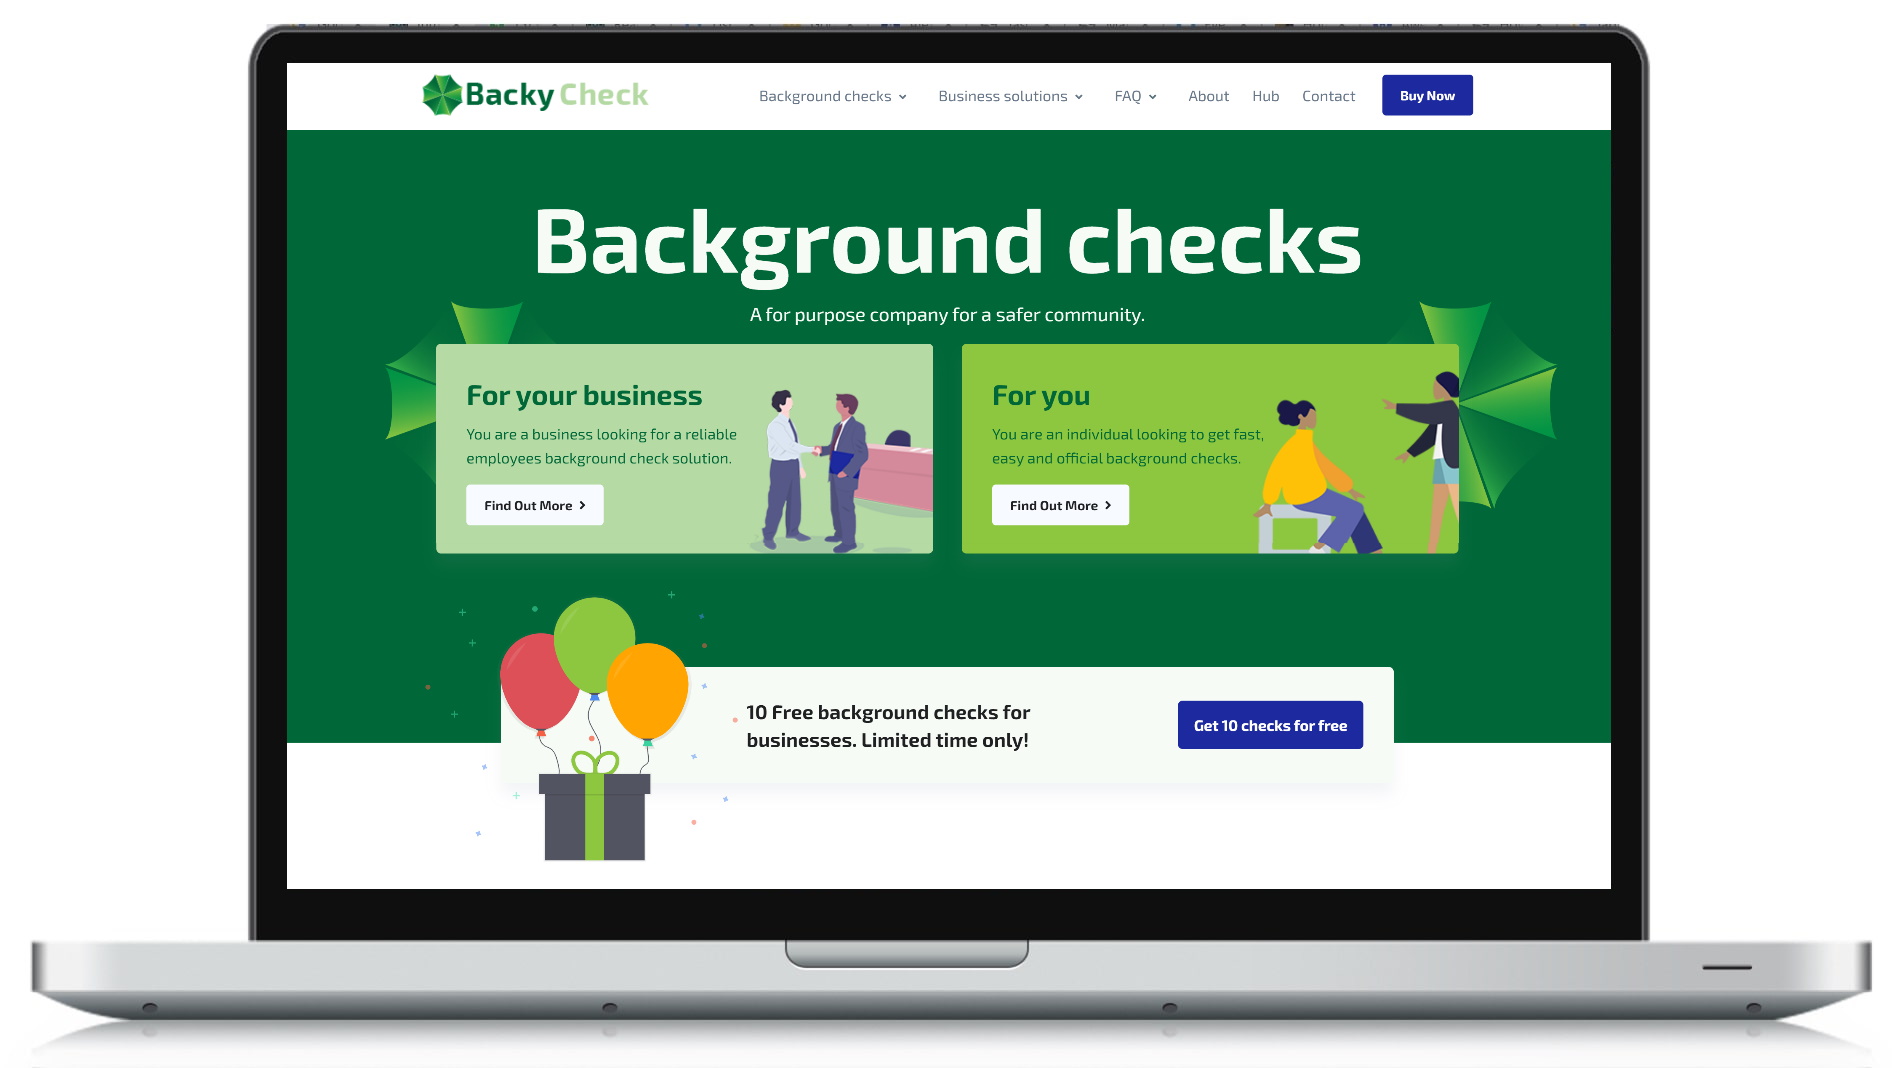 Backy Check
Background checks
Business solutions
FAQ
About
Hub
Contact
Buy Now
Background checks
A for purpose company for a safer community.
For your business
You are a business looking for a reliable
employees background check solution.
Find Out More
For you
You are an individual looking to get fast,
easy and official background checks.
Find Out More
10 Free background checks for
businesses. Limited time only!
Get 10 checks for free